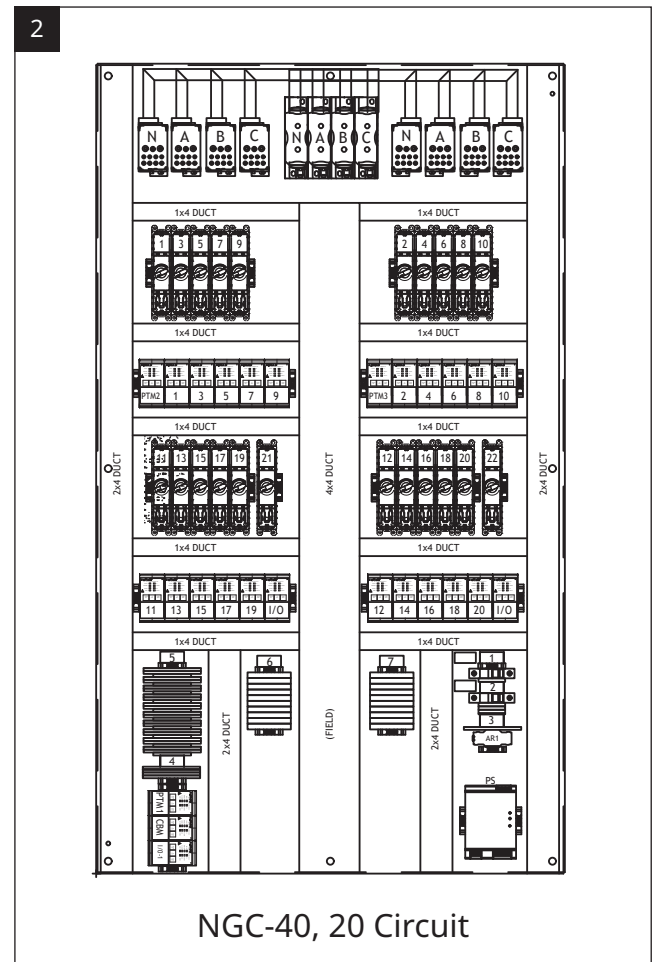 2
N A B C N A B C N A B C
1x4 DUCT 1x4 DUCT
1 3 5 7 9 2 4 6 8 10
1x4 DUCT 1x4 DUCT
PTM2 1 3 5 7 9 PTM3 2 4 6 8 10
1x4 DUCT 1x4 DUCT
11 13 15 17 19 21 12 14 16 18 20 22
2x4 DUCT 4x4 DUCT 2x4 DUCT
1x4 DUCT 1x4 DUCT
11 13 15 17 19 I/O 12 14 16 18 20 I/O
1x4 DUCT 1x4 DUCT
5 6 7 1
2
3
2x4 DUCT (FIELD) 2x4 DUCT
AR1
4
PS
PTM 1
CBM
I/O-1
NGC-40, 20 Circuit